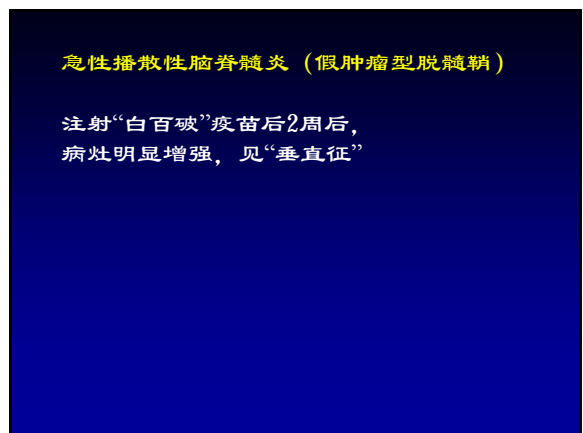 急性播散性脑脊髓炎（假肿瘤型脱髓鞘）
注射“白百破”疫苗后2周后，
病灶明显增强，见“垂直征”